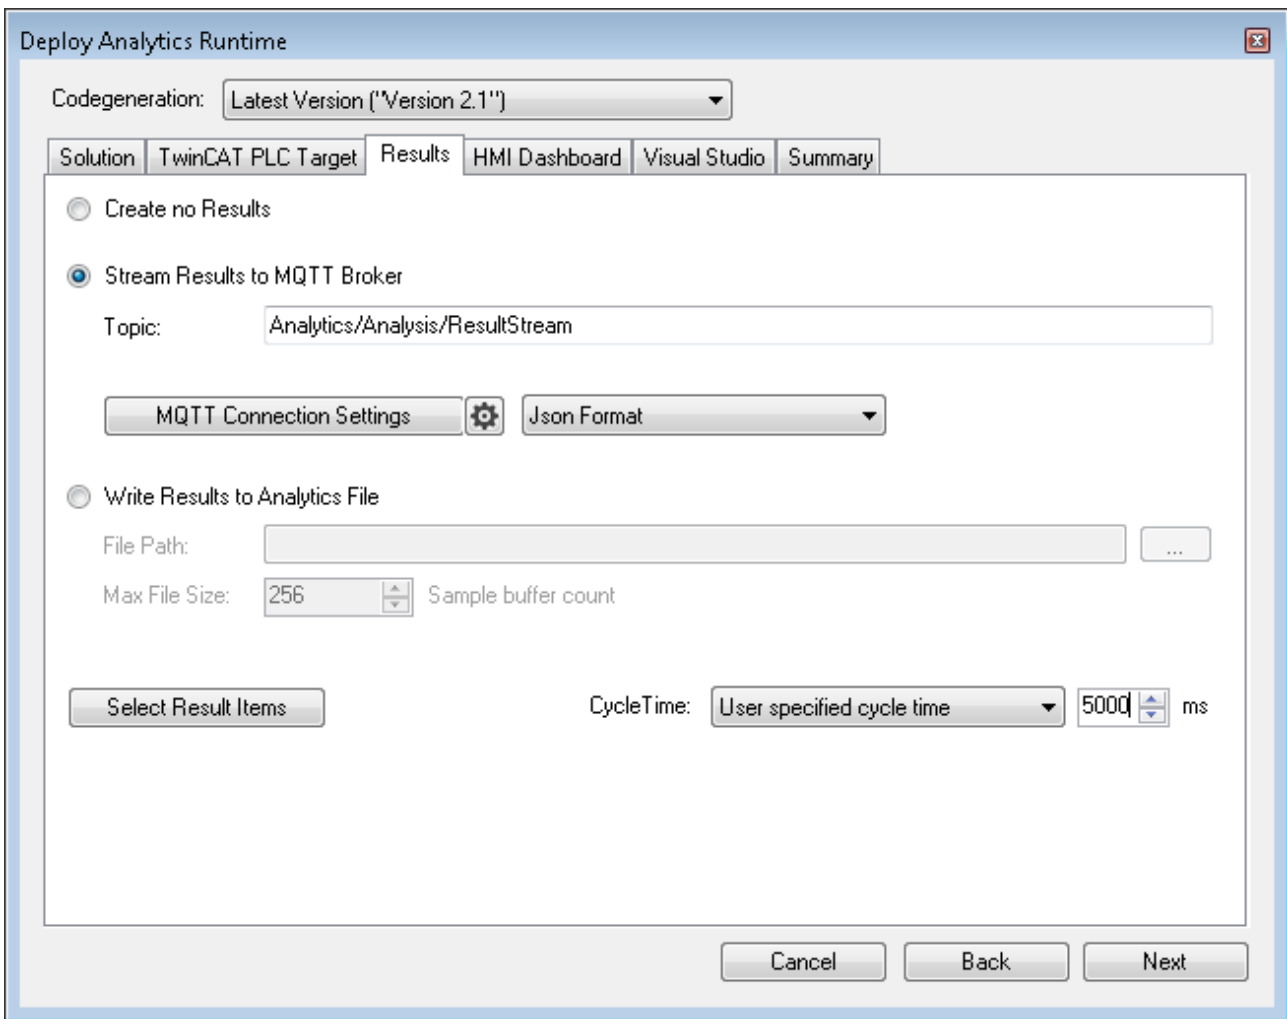 Deploy Analytics Runtime
Codegeneration: Latest Version ("Version 2.1")
Solution TwinCAT PLC Target Results HMI Dashboard Visual Studio Summary
Create no Results
Stream Results to MQTT Broker
Topic: Analytics/Analysis/ResultStream
MQTT Connection Settings Json Format
Write Results to Analytics File
File Path: ...
Max File Size: 256 Sample buffer count
Select Result Items CycleTime: User specified cycle time 5000 ms
Cancel Back Next